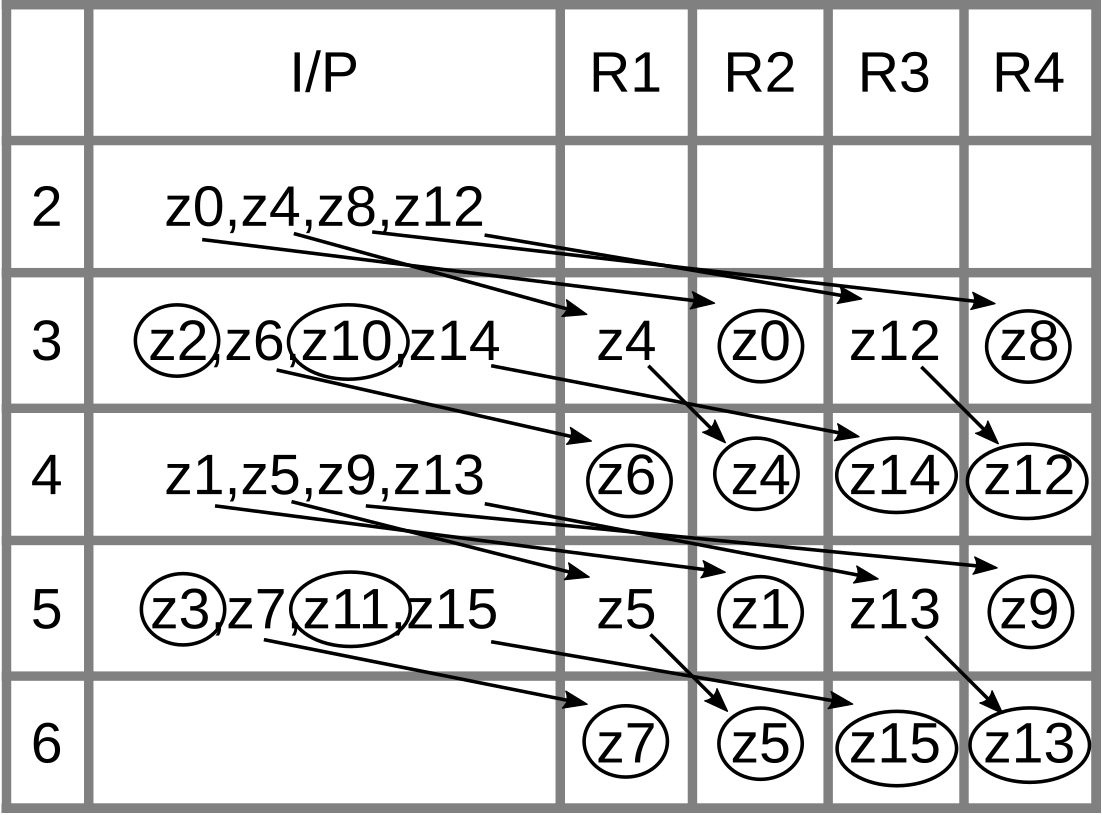 I/P R1 R2 R3 R4
2 z0,z4,z8,z12
3 z2,z6,z10,z14 z4 z0 z12 z8
4 z1,z5,z9,z13 z6 z4 z14 z12
5 z3,z7,z11,z15 z5 z1 z13 z9
6 z7 z5 z15 z13